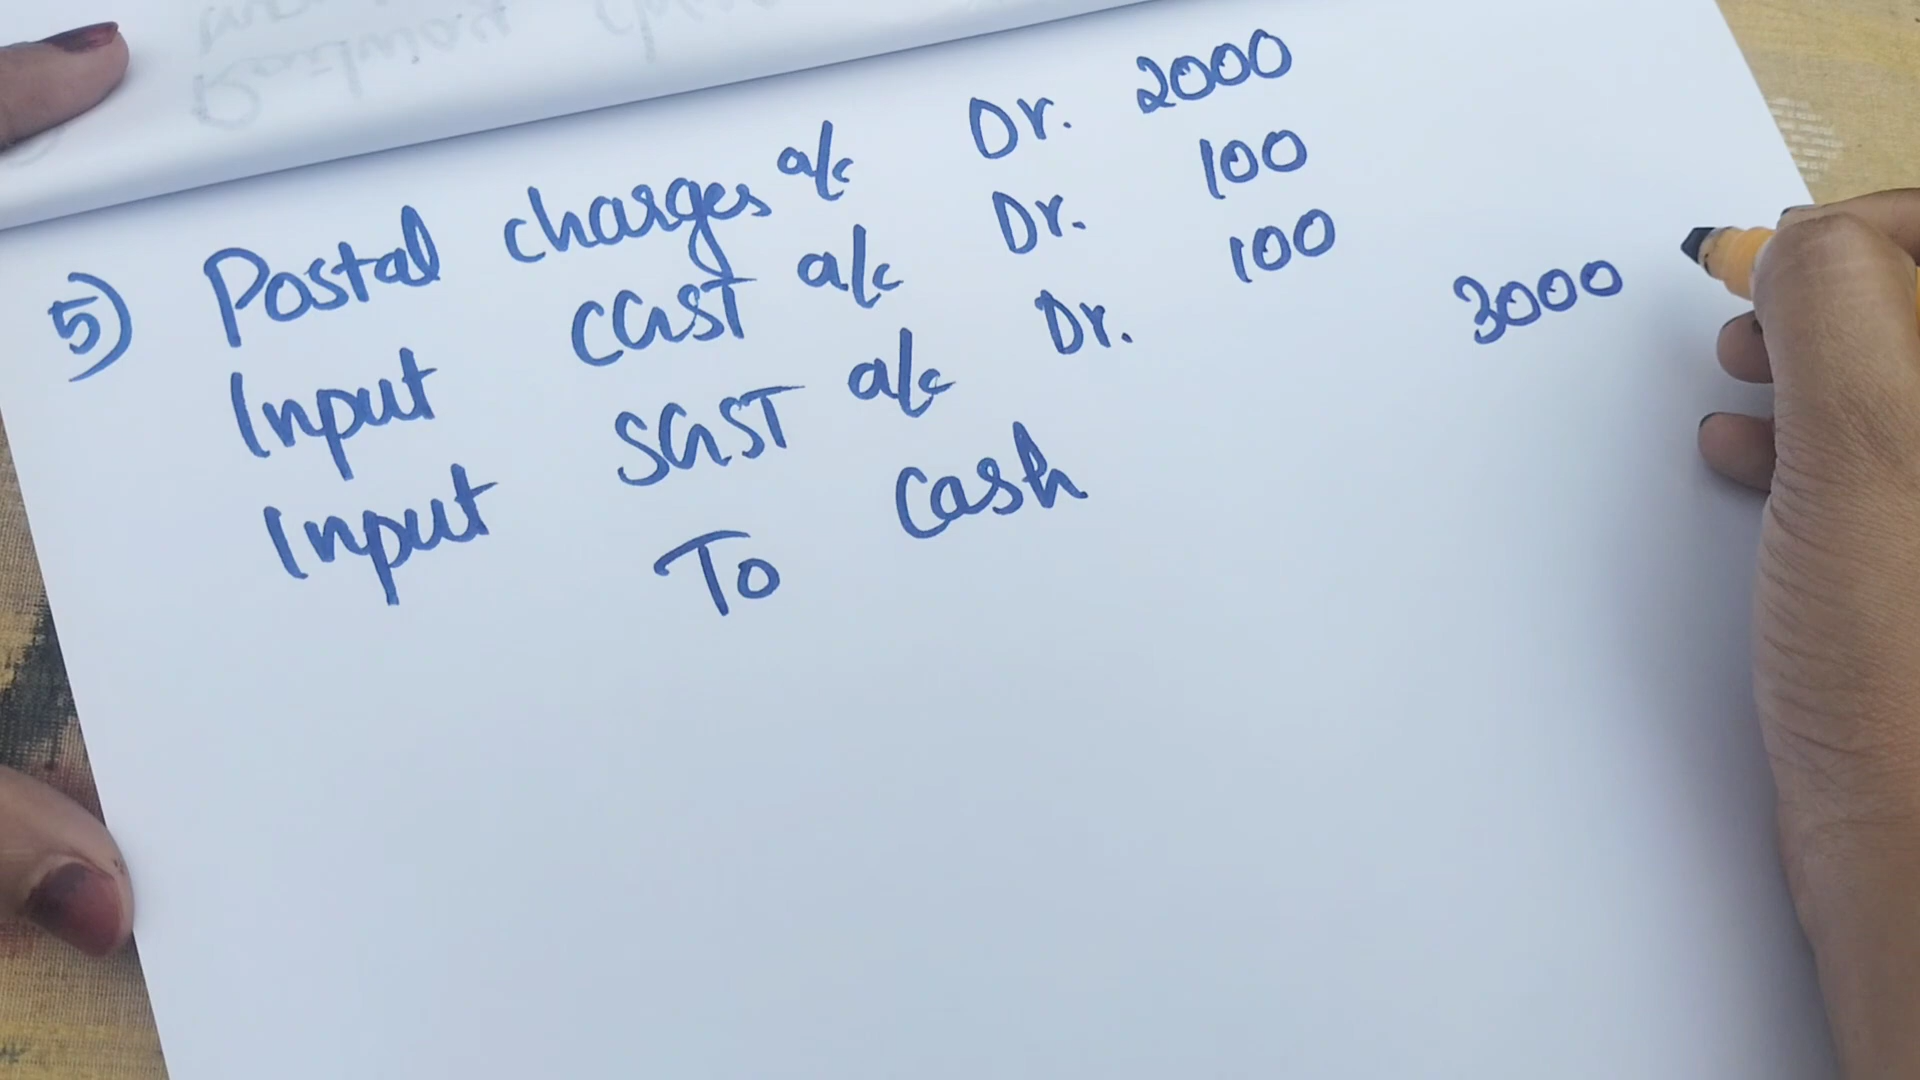 5) Postal charges a/c Dr. 2000
Input CGST a/c Dr. 100
Input SGST a/c Dr. 100
To Cash 3000